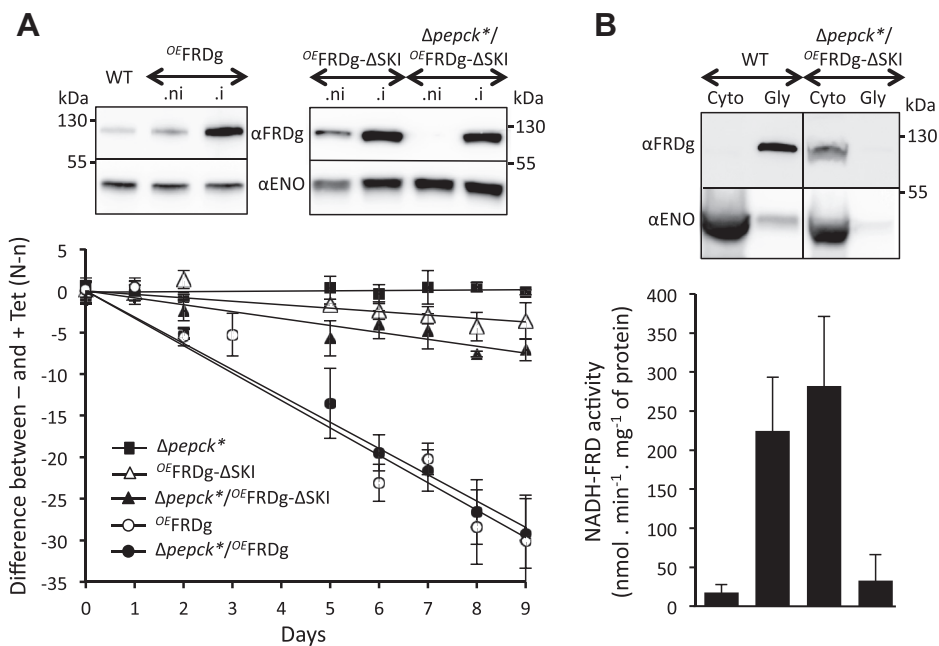 A
WT
OEFRDg
OEFRDg-ΔSKI
Δpepck*/
OEFRDg-ΔSKI
kDa
.ni
.i
.ni
.i
.ni
.i
kDa
130
αFRDg
130
55
55
αENO
5
0
-5
-10
-15
-20
-25
-30
-35
Difference between – and + Tet (N-n)
Δpepck*
OEFRDg-ΔSKI
Δpepck*/OEFRDg-ΔSKI
OEFRDg
Δpepck*/OEFRDg
0 1 2 3 4 5 6 7 8 9
Days
B
WT
Δpepck*/
OEFRDg-ΔSKI
Cyto Gly Cyto Gly
kDa
αFRDg
130
55
αENO
400
350
300
250
200
150
100
50
0
NADH-FRD activity
(nmol . min-1 . mg-1 of protein)